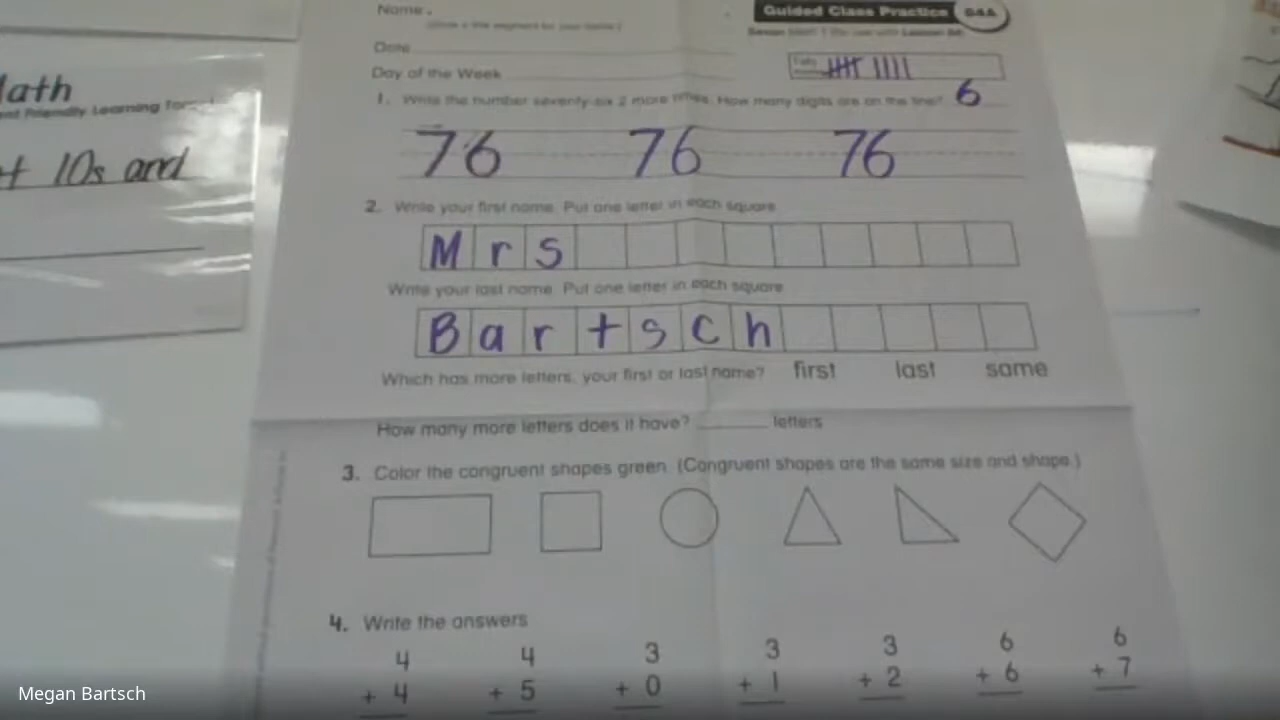 Math
Friendly Learning
10s and
Name
Guided Class Practice 64A
Date
Day of the Week
1. Write the number seventy-six 2 more times. How many digits are on the line? 6
76 76 76
2. Write your first name. Put one letter in each square.
M r s
Write your last name. Put one letter in each square.
B a r t s c h
Which has more letters, your first or last name? first last same
How many more letters does it have? ______ letters
3. Color the congruent shapes green. (Congruent shapes are the same size and shape.)
4. Write the answers.
4 4 3 3 3 6 6
+ 4 + 5 + 0 + 1 + 2 + 6 + 7
Megan Bartsch